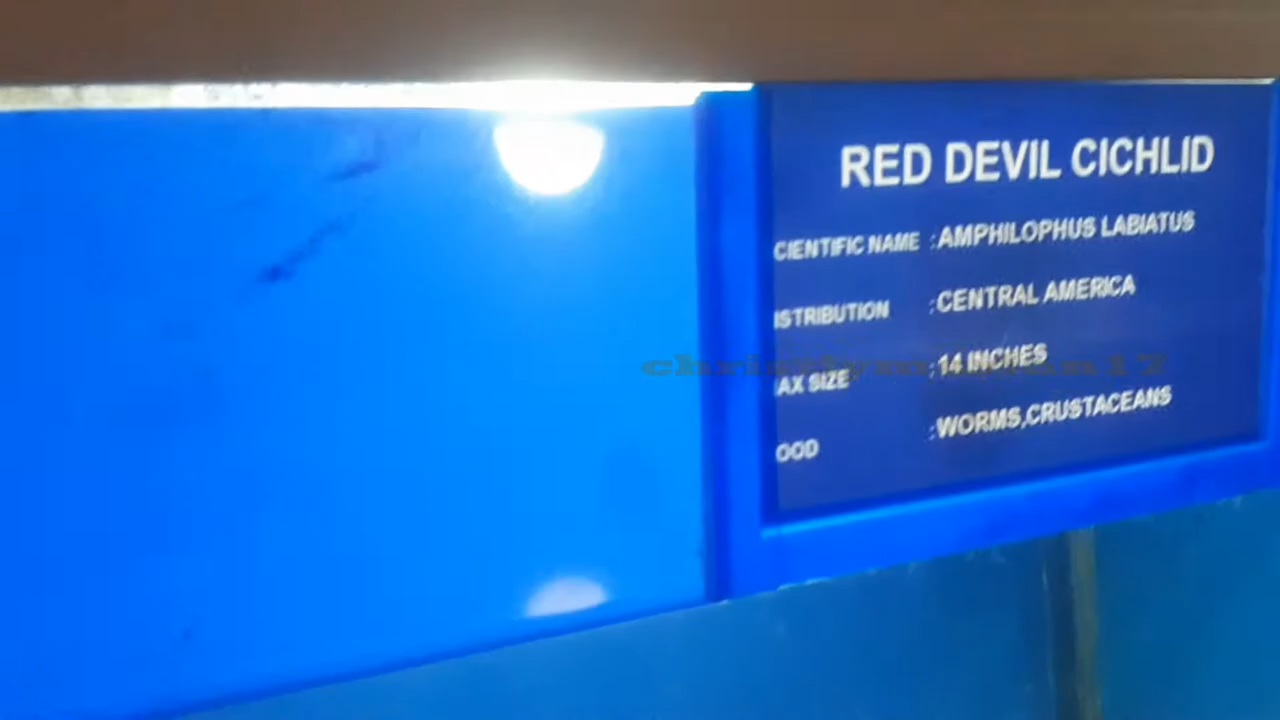 RED DEVIL CICHLID
CIENTIFIC NAME : AMPHILOPHUS LABIATUS
ISTRIBUTION : CENTRAL AMERICA
AX SIZE : 14 INCHES
OOD : WORMS,CRUSTACEANS